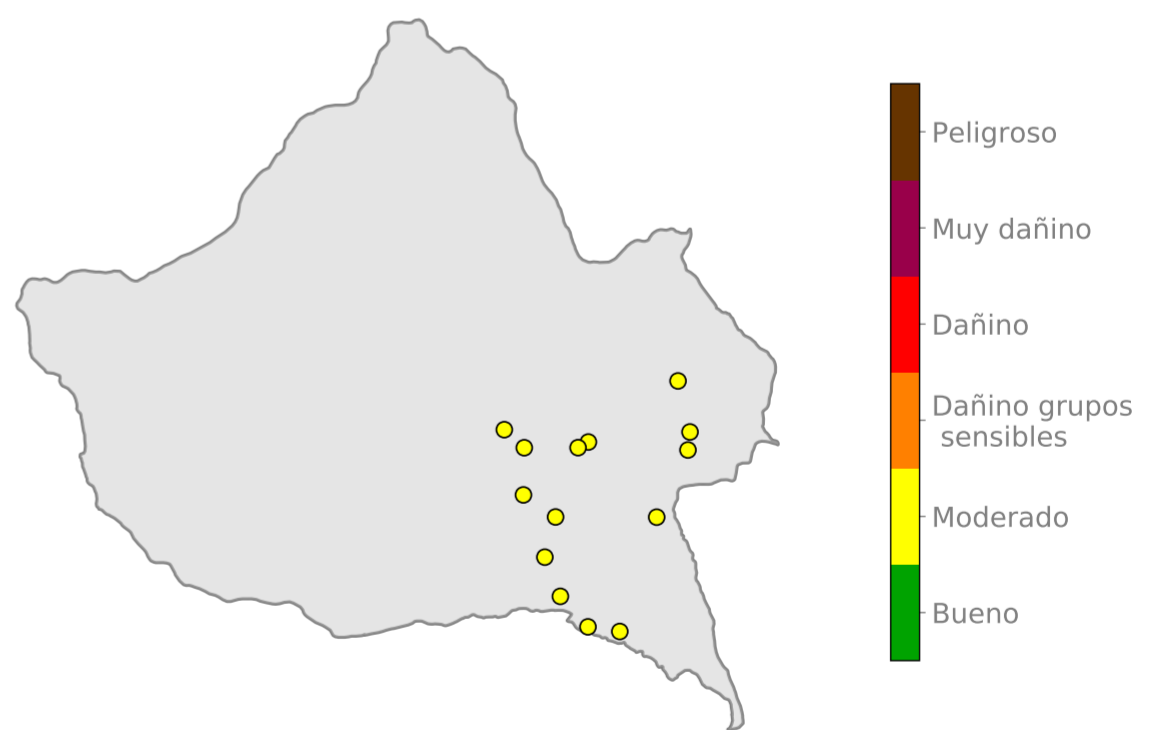 Peligroso
Muy dañino
Dañino
Dañino grupos
sensibles
Moderado
Bueno